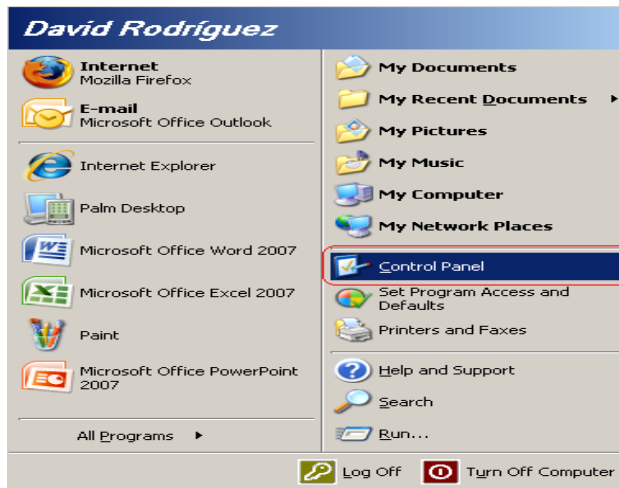 David Rodríguez
Internet
Mozilla Firefox
E-mail
Microsoft Office Outlook
Internet Explorer
Palm Desktop
Microsoft Office Word 2007
Microsoft Office Excel 2007
Paint
Microsoft Office PowerPoint
2007
All Programs
My Documents
My Recent Documents
My Pictures
My Music
My Computer
My Network Places
Control Panel
Set Program Access and
Defaults
Printers and Faxes
Help and Support
Search
Run...
Log Off
Turn Off Computer